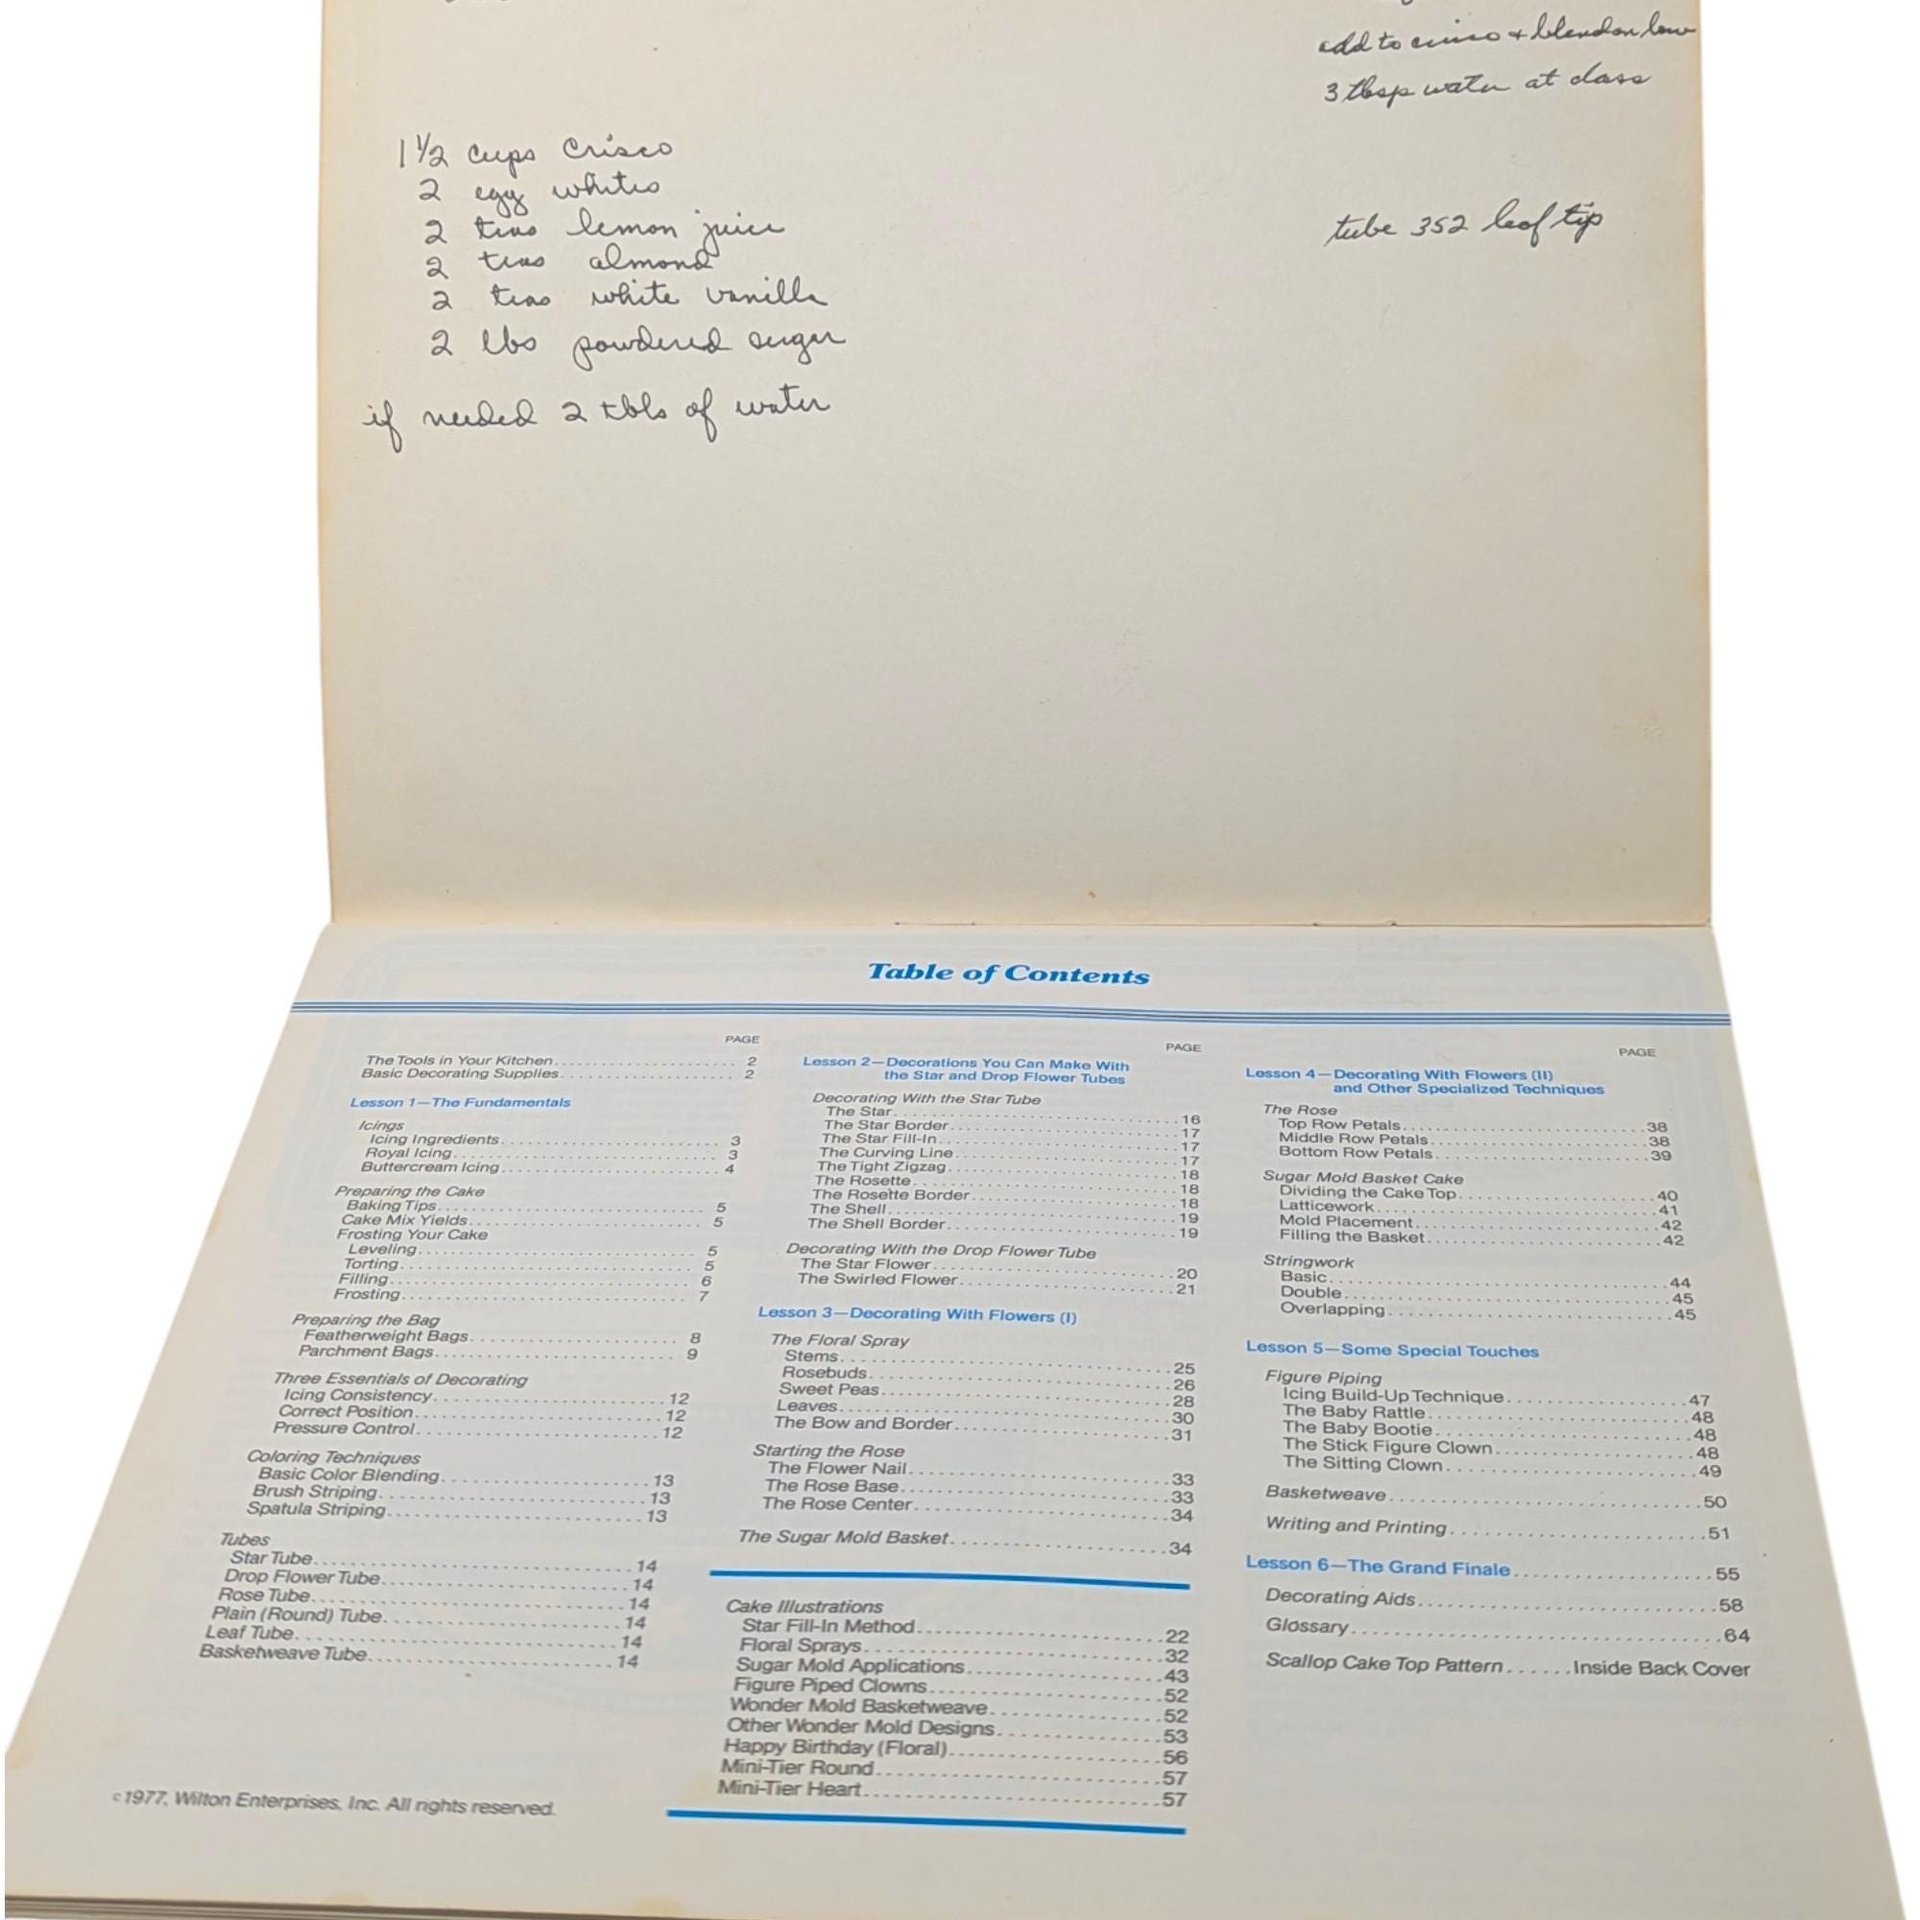 add to crisco + blend on low
3 tbsp water at class
1 1/2 cups Crisco
2 egg whites
2 teas lemon juice
2 teas almond
2 teas white vanilla
2 lbs powdered sugar
if needed 2 tbls of water
tube 352 leaf tip
Table of Contents
PAGE
The Tools in Your Kitchen 2
Basic Decorating Supplies 2
Lesson 1—The Fundamentals
Icings
Icing Ingredients 3
Royal Icing 3
Buttercream Icing 4
Preparing the Cake
Baking Tips 5
Cake Mix Yields 5
Frosting Your Cake
Leveling 5
Torting 5
Filling 6
Frosting 7
Preparing the Bag
Featherweight Bags 8
Parchment Bags 9
Three Essentials of Decorating
Icing Consistency 12
Correct Position 12
Pressure Control 12
Coloring Techniques
Basic Color Blending 13
Brush Striping 13
Spatula Striping 13
Tubes
Star Tube 14
Drop Flower Tube 14
Rose Tube 14
Plain (Round) Tube 14
Leaf Tube 14
Basketweave Tube 14
©1977, Wilton Enterprises, Inc. All rights reserved.
PAGE
Lesson 2—Decorations You Can Make With
the Star and Drop Flower Tubes
Decorating With the Star Tube
The Star 16
The Star Border 17
The Star Fill-In 17
The Curving Line 17
The Tight Zigzag 18
The Rosette 18
The Rosette Border 18
The Shell 19
The Shell Border 19
Decorating With the Drop Flower Tube
The Star Flower 20
The Swirled Flower 21
Lesson 3—Decorating With Flowers (I)
The Floral Spray
Stems 25
Rosebuds 26
Sweet Peas 28
Leaves 30
The Bow and Border 31
Starting the Rose
The Flower Nail 33
The Rose Base 33
The Rose Center 34
The Sugar Mold Basket 34
Cake Illustrations
Star Fill-In Method 22
Floral Sprays 32
Sugar Mold Applications 43
Figure Piped Clowns 52
Wonder Mold Basketweave 52
Other Wonder Mold Designs 53
Happy Birthday (Floral) 56
Mini-Tier Round 57
Mini-Tier Heart 57
PAGE
Lesson 4—Decorating With Flowers (II)
and Other Specialized Techniques
The Rose
Top Row Petals 38
Middle Row Petals 38
Bottom Row Petals 39
Sugar Mold Basket Cake
Dividing the Cake Top 40
Latticework 41
Mold Placement 42
Filling the Basket 42
Stringwork
Basic 44
Double 45
Overlapping 45
Lesson 5—Some Special Touches
Figure Piping
Icing Build-Up Technique 47
The Baby Rattle 48
The Baby Bootie 48
The Stick Figure Clown 48
The Sitting Clown 49
Basketweave 50
Writing and Printing 51
Lesson 6—The Grand Finale 55
Decorating Aids 58
Glossary 64
Scallop Cake Top Pattern Inside Back Cover